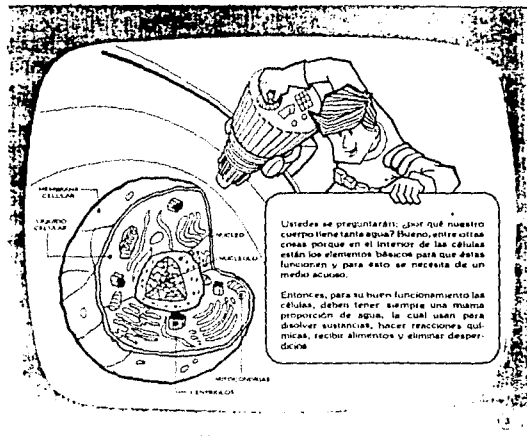 MEMBRANA
CELULAR
LIQUIDO
CELULAR
NUCLEO
NUCLEOLO
MITOCONDRIAS
CENTRIOLOS
Ustedes se preguntarán: ¿por qué nuestro
cuerpo tiene tanta agua? Bueno, entre otras
cosas porque en el interior de las células
están los elementos básicos para que éstas
funcionen y para esto se necesita de un
medio acuoso.
Entonces, para su buen funcionamiento las
células, deben tener siempre una misma
proporción de agua, la cual usan para
disolver sustancias, hacer reacciones quí-
micas, recibir alimentos y eliminar desper-
dicios
13